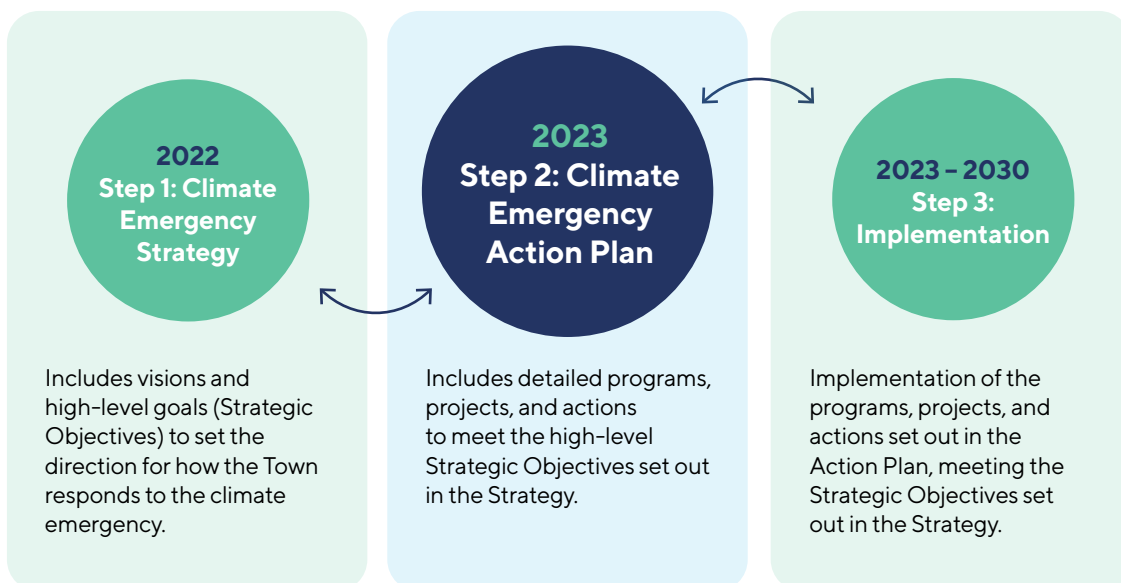 2022
Step 1: Climate
Emergency
Strategy
Includes visions and
high-level goals (Strategic
Objectives) to set the
direction for how the Town
responds to the climate
emergency.
2023
Step 2: Climate
Emergency
Action Plan
Includes detailed programs,
projects, and actions
to meet the high-level
Strategic Objectives set out
in the Strategy.
2023 – 2030
Step 3:
Implementation
Implementation of the
programs, projects, and
actions set out in the
Action Plan, meeting the
Strategic Objectives set
out in the Strategy.